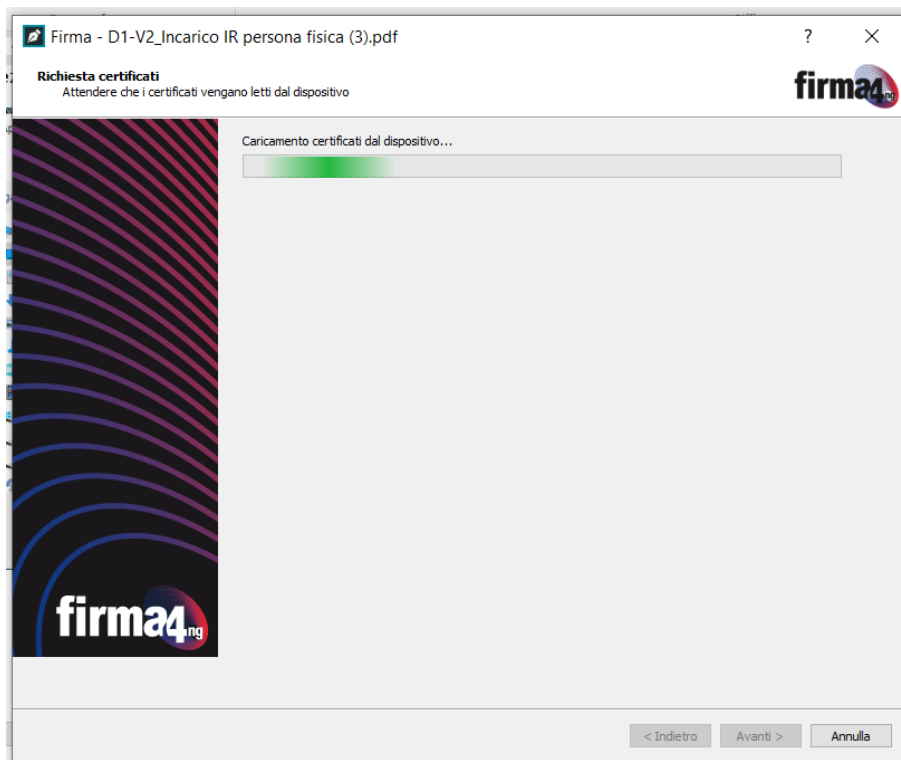 Firma - D1-V2_Incarico IR persona fisica (3).pdf
?
Richiesta certificati
Attendere che i certificati vengano letti dal dispositivo
firma4ng
Caricamento certificati dal dispositivo...
firma4ng
< Indietro
Avanti >
Annulla